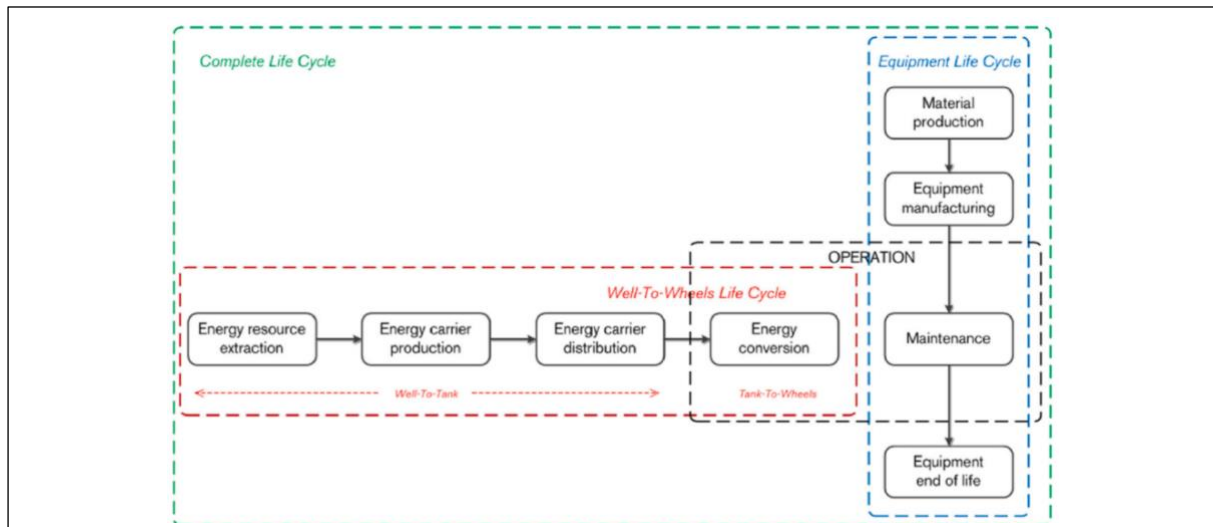 Complete Life Cycle
Equipment Life Cycle
Material
production
Equipment
manufacturing
OPERATION
Well-To-Wheels Life Cycle
Energy resource
extraction
Energy carrier
production
Energy carrier
distribution
Energy
conversion
Maintenance
Well-To-Tank
Tank-To-Wheels
Equipment
end of life